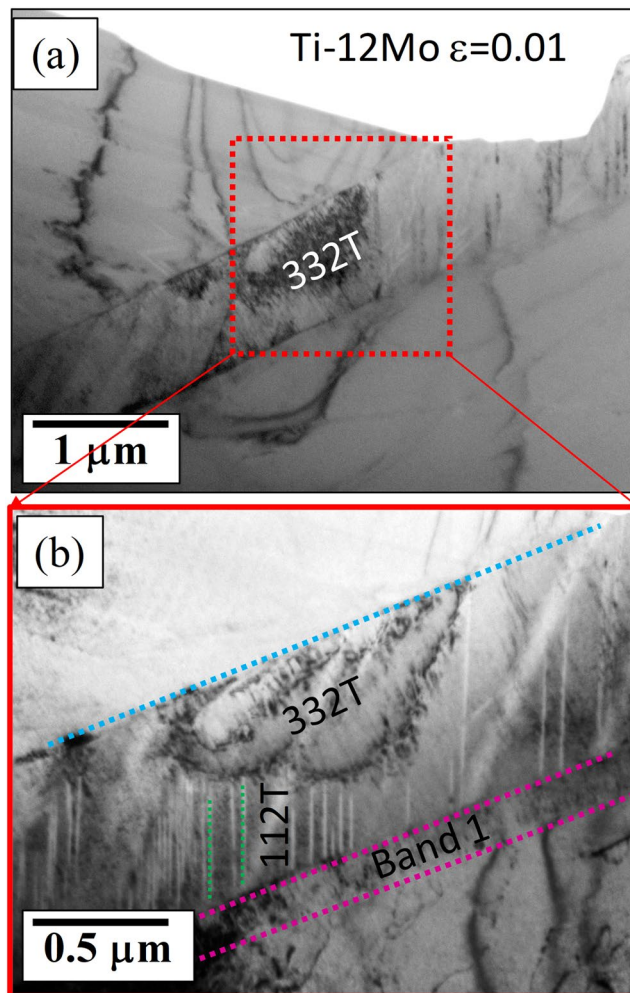 (a)
Ti-12Mo ε=0.01
332T
1 μm
(b)
332T
112T
Band 1
0.5 μm